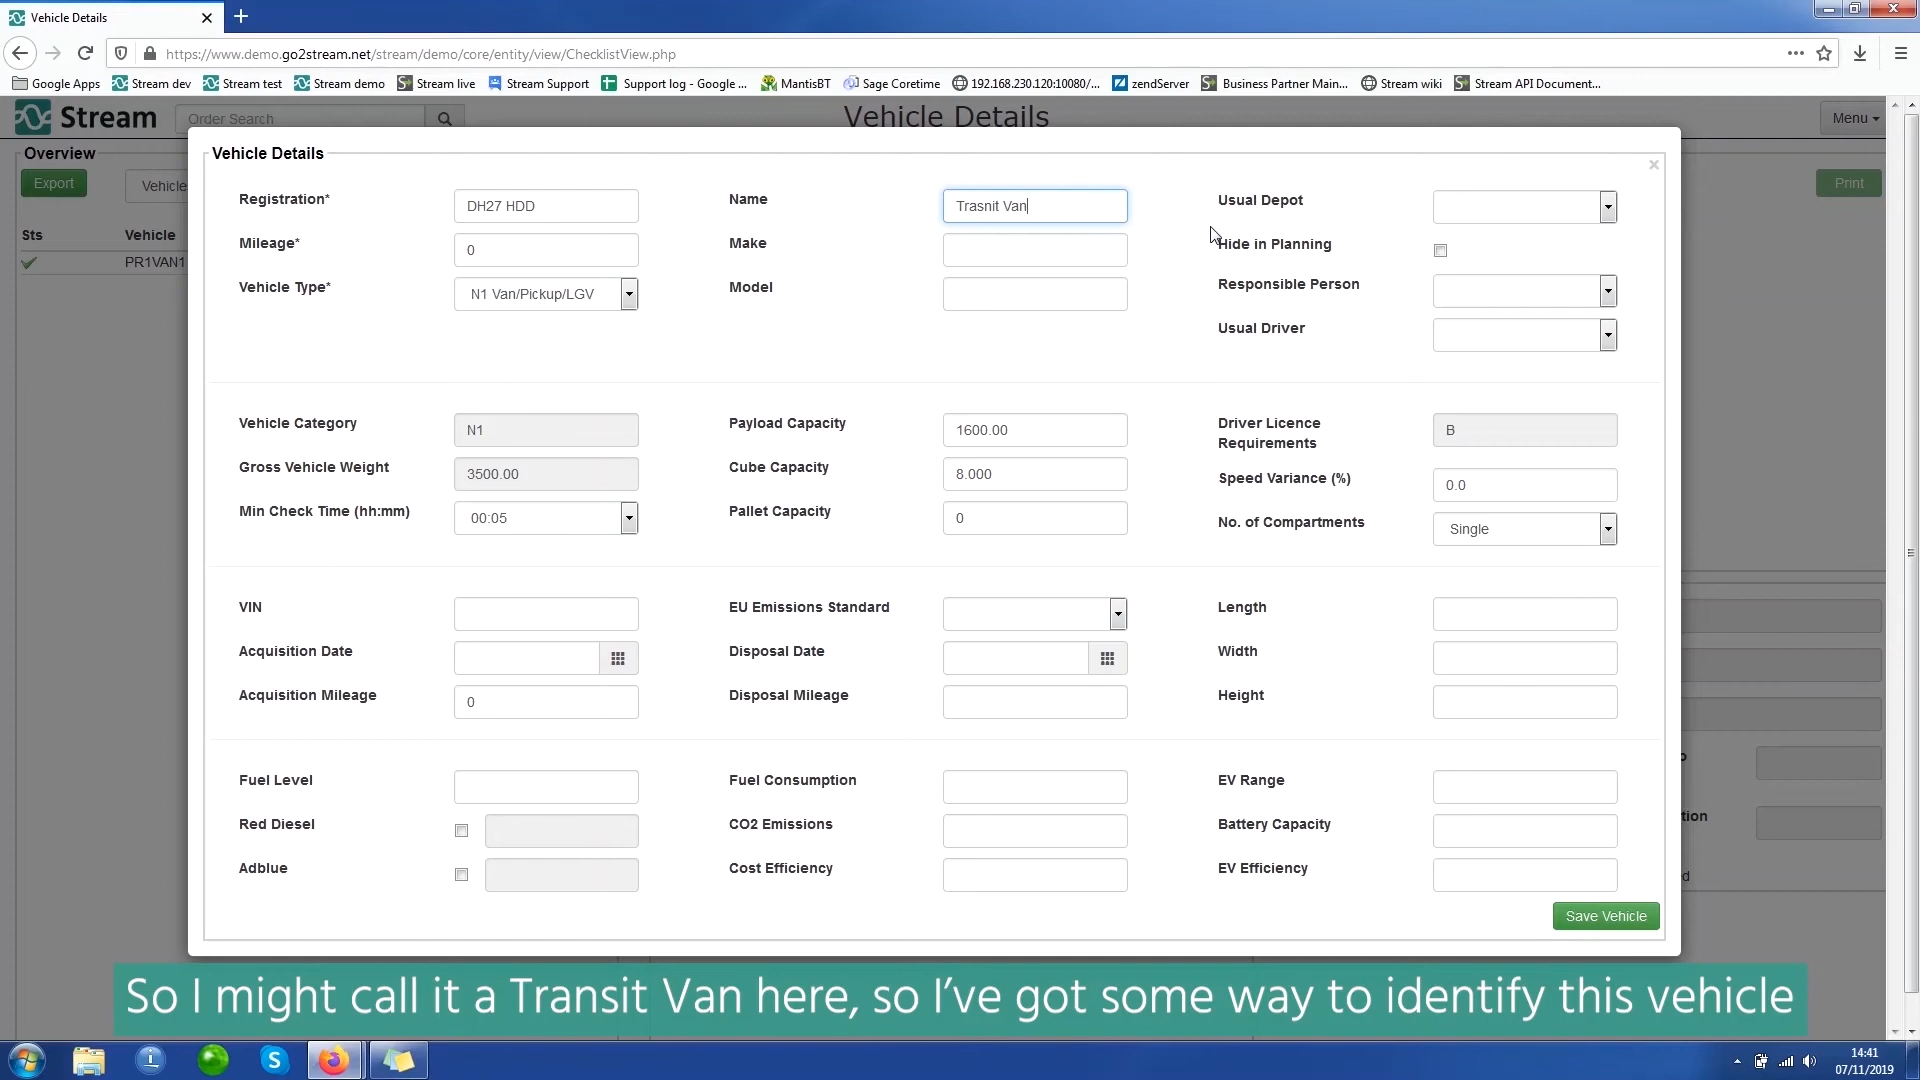 Vehicle Details
https://www.demo.go2stream.net/stream/demo/core/entity/view/ChecklistView.php
Google Apps Stream dev Stream test Stream demo Stream live Stream Support Support log - Google ... MantisBT Sage Coretime 192.168.230.120:10080/... zendServer Business Partner Main... Stream wiki Stream API Document...
Stream Order Search Vehicle Details Menu
Overview
Export Vehicle Print
Sts Vehicle
PR1VAN1
Vehicle Details ×
Registration* DH27 HDD Name Trasnit Van Usual Depot
Mileage* 0 Make Hide in Planning
Vehicle Type* N1 Van/Pickup/LGV Model Responsible Person
Usual Driver
Vehicle Category N1 Payload Capacity 1600.00 Driver Licence Requirements B
Gross Vehicle Weight 3500.00 Cube Capacity 8.000 Speed Variance (%) 0.0
Min Check Time (hh:mm) 00:05 Pallet Capacity 0 No. of Compartments Single
VIN EU Emissions Standard Length
Acquisition Date Disposal Date Width
Acquisition Mileage 0 Disposal Mileage Height
Fuel Level Fuel Consumption EV Range
Red Diesel CO2 Emissions Battery Capacity
Adblue Cost Efficiency EV Efficiency
Save Vehicle
So I might call it a Transit Van here, so I've got some way to identify this vehicle
14:41
07/11/2019